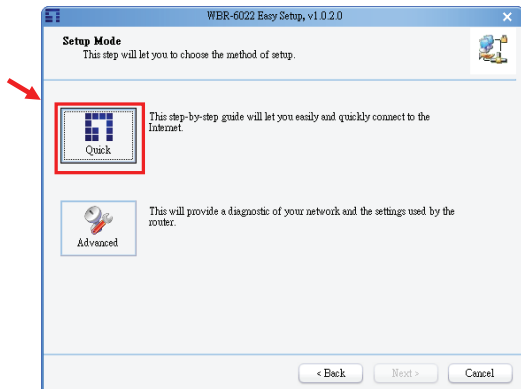 WBR-6022 Easy Setup, v1.0.2.0
Setup Mode
This step will let you to choose the method of setup.
This step-by-step guide will let you easily and quickly connect to the
Internet.
Quick
This will provide a diagnostic of your network and the settings used by the
router.
Advanced
< Back
Next >
Cancel